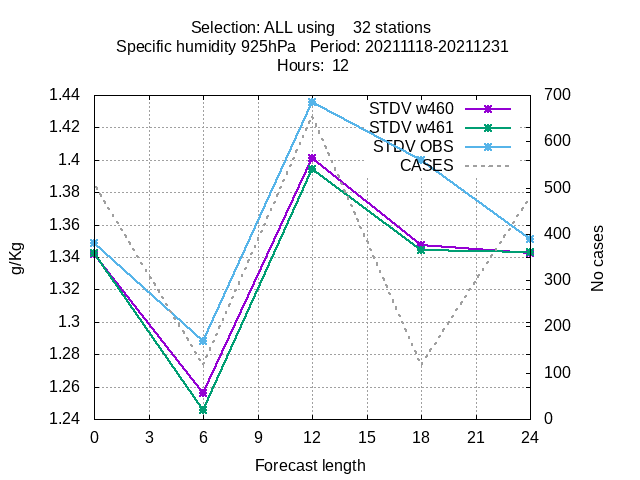 Selection: ALL using    32 stations
Specific humidity 925hPa   Period: 20211118-20211231
Hours:  12
STDV w460
STDV w461
STDV OBS
CASES
1.44
1.42
1.4
1.38
1.36
1.34
1.32
1.3
1.28
1.26
1.24
g/Kg
700
600
500
400
300
200
100
0
No cases
0 3 6 9 12 15 18 21 24
Forecast length